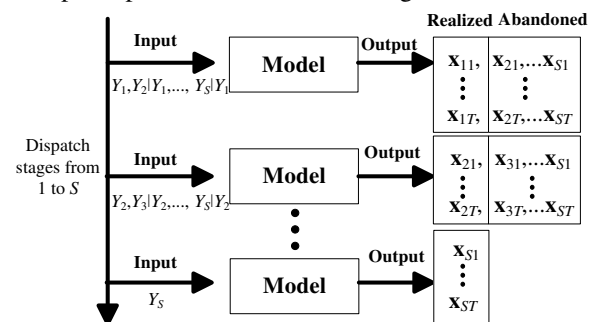 Realized Abandoned
Input
Output
Model
x11, x21,...xS1
Y1,Y2|Y1,..., YS|Y1
x1T, x2T,...xST
Dispatch
stages from
1 to S
Input
Output
Model
x21, x31,...xS1
Y2,Y3|Y2,..., YS|Y2
x2T, x3T,...xST
Input
Output
Model
xS1
YS
xST